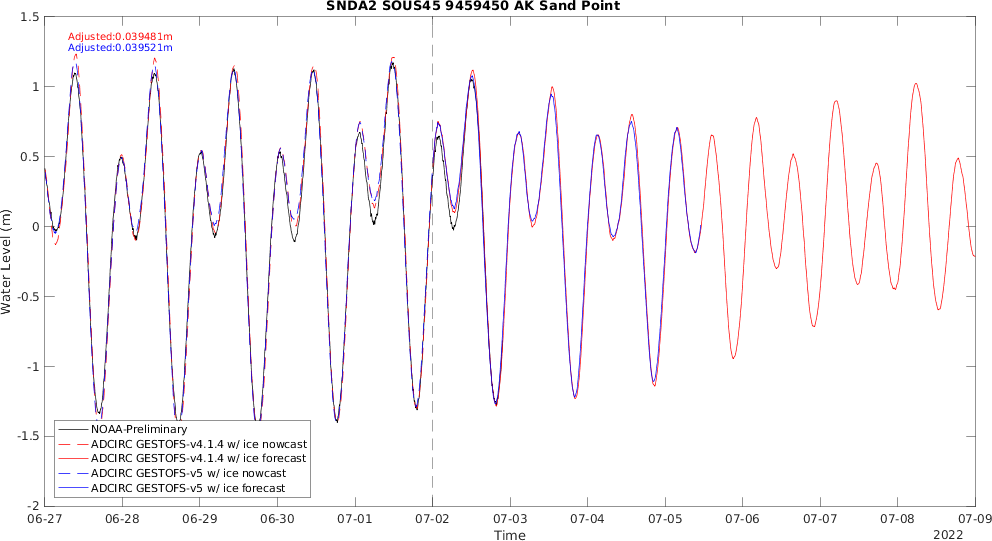 SNDA2 SOUS45 9459450 AK Sand Point
1.5
Adjusted:0.039481m
Adjusted:0.039521m
1
0.5
0
-0.5
-1
-1.5
-2
Water Level (m)
NOAA-Preliminary
ADCIRC GESTOFS-v4.1.4 w/ ice nowcast
ADCIRC GESTOFS-v4.1.4 w/ ice forecast
ADCIRC GESTOFS-v5 w/ ice nowcast
ADCIRC GESTOFS-v5 w/ ice forecast
06-27 06-28 06-29 06-30 07-01 07-02 07-03 07-04 07-05 07-06 07-07 07-08 07-09
Time
2022